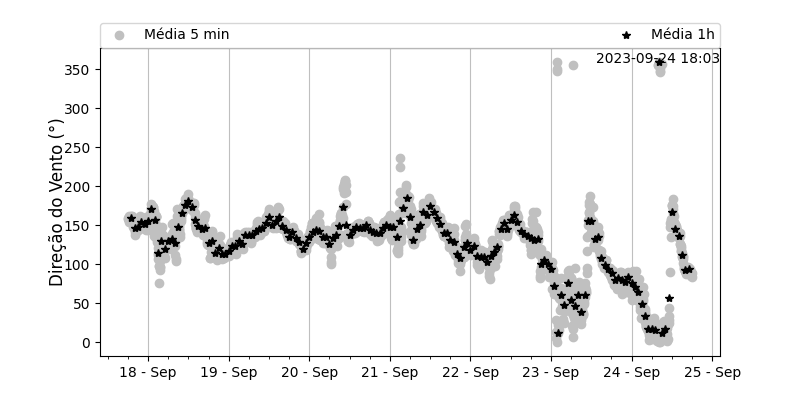 Média 5 min
Média 1h
2023-09-24 18:03
Direção do Vento (°)
350
300
250
200
150
100
50
0
18 - Sep
19 - Sep
20 - Sep
21 - Sep
22 - Sep
23 - Sep
24 - Sep
25 - Sep